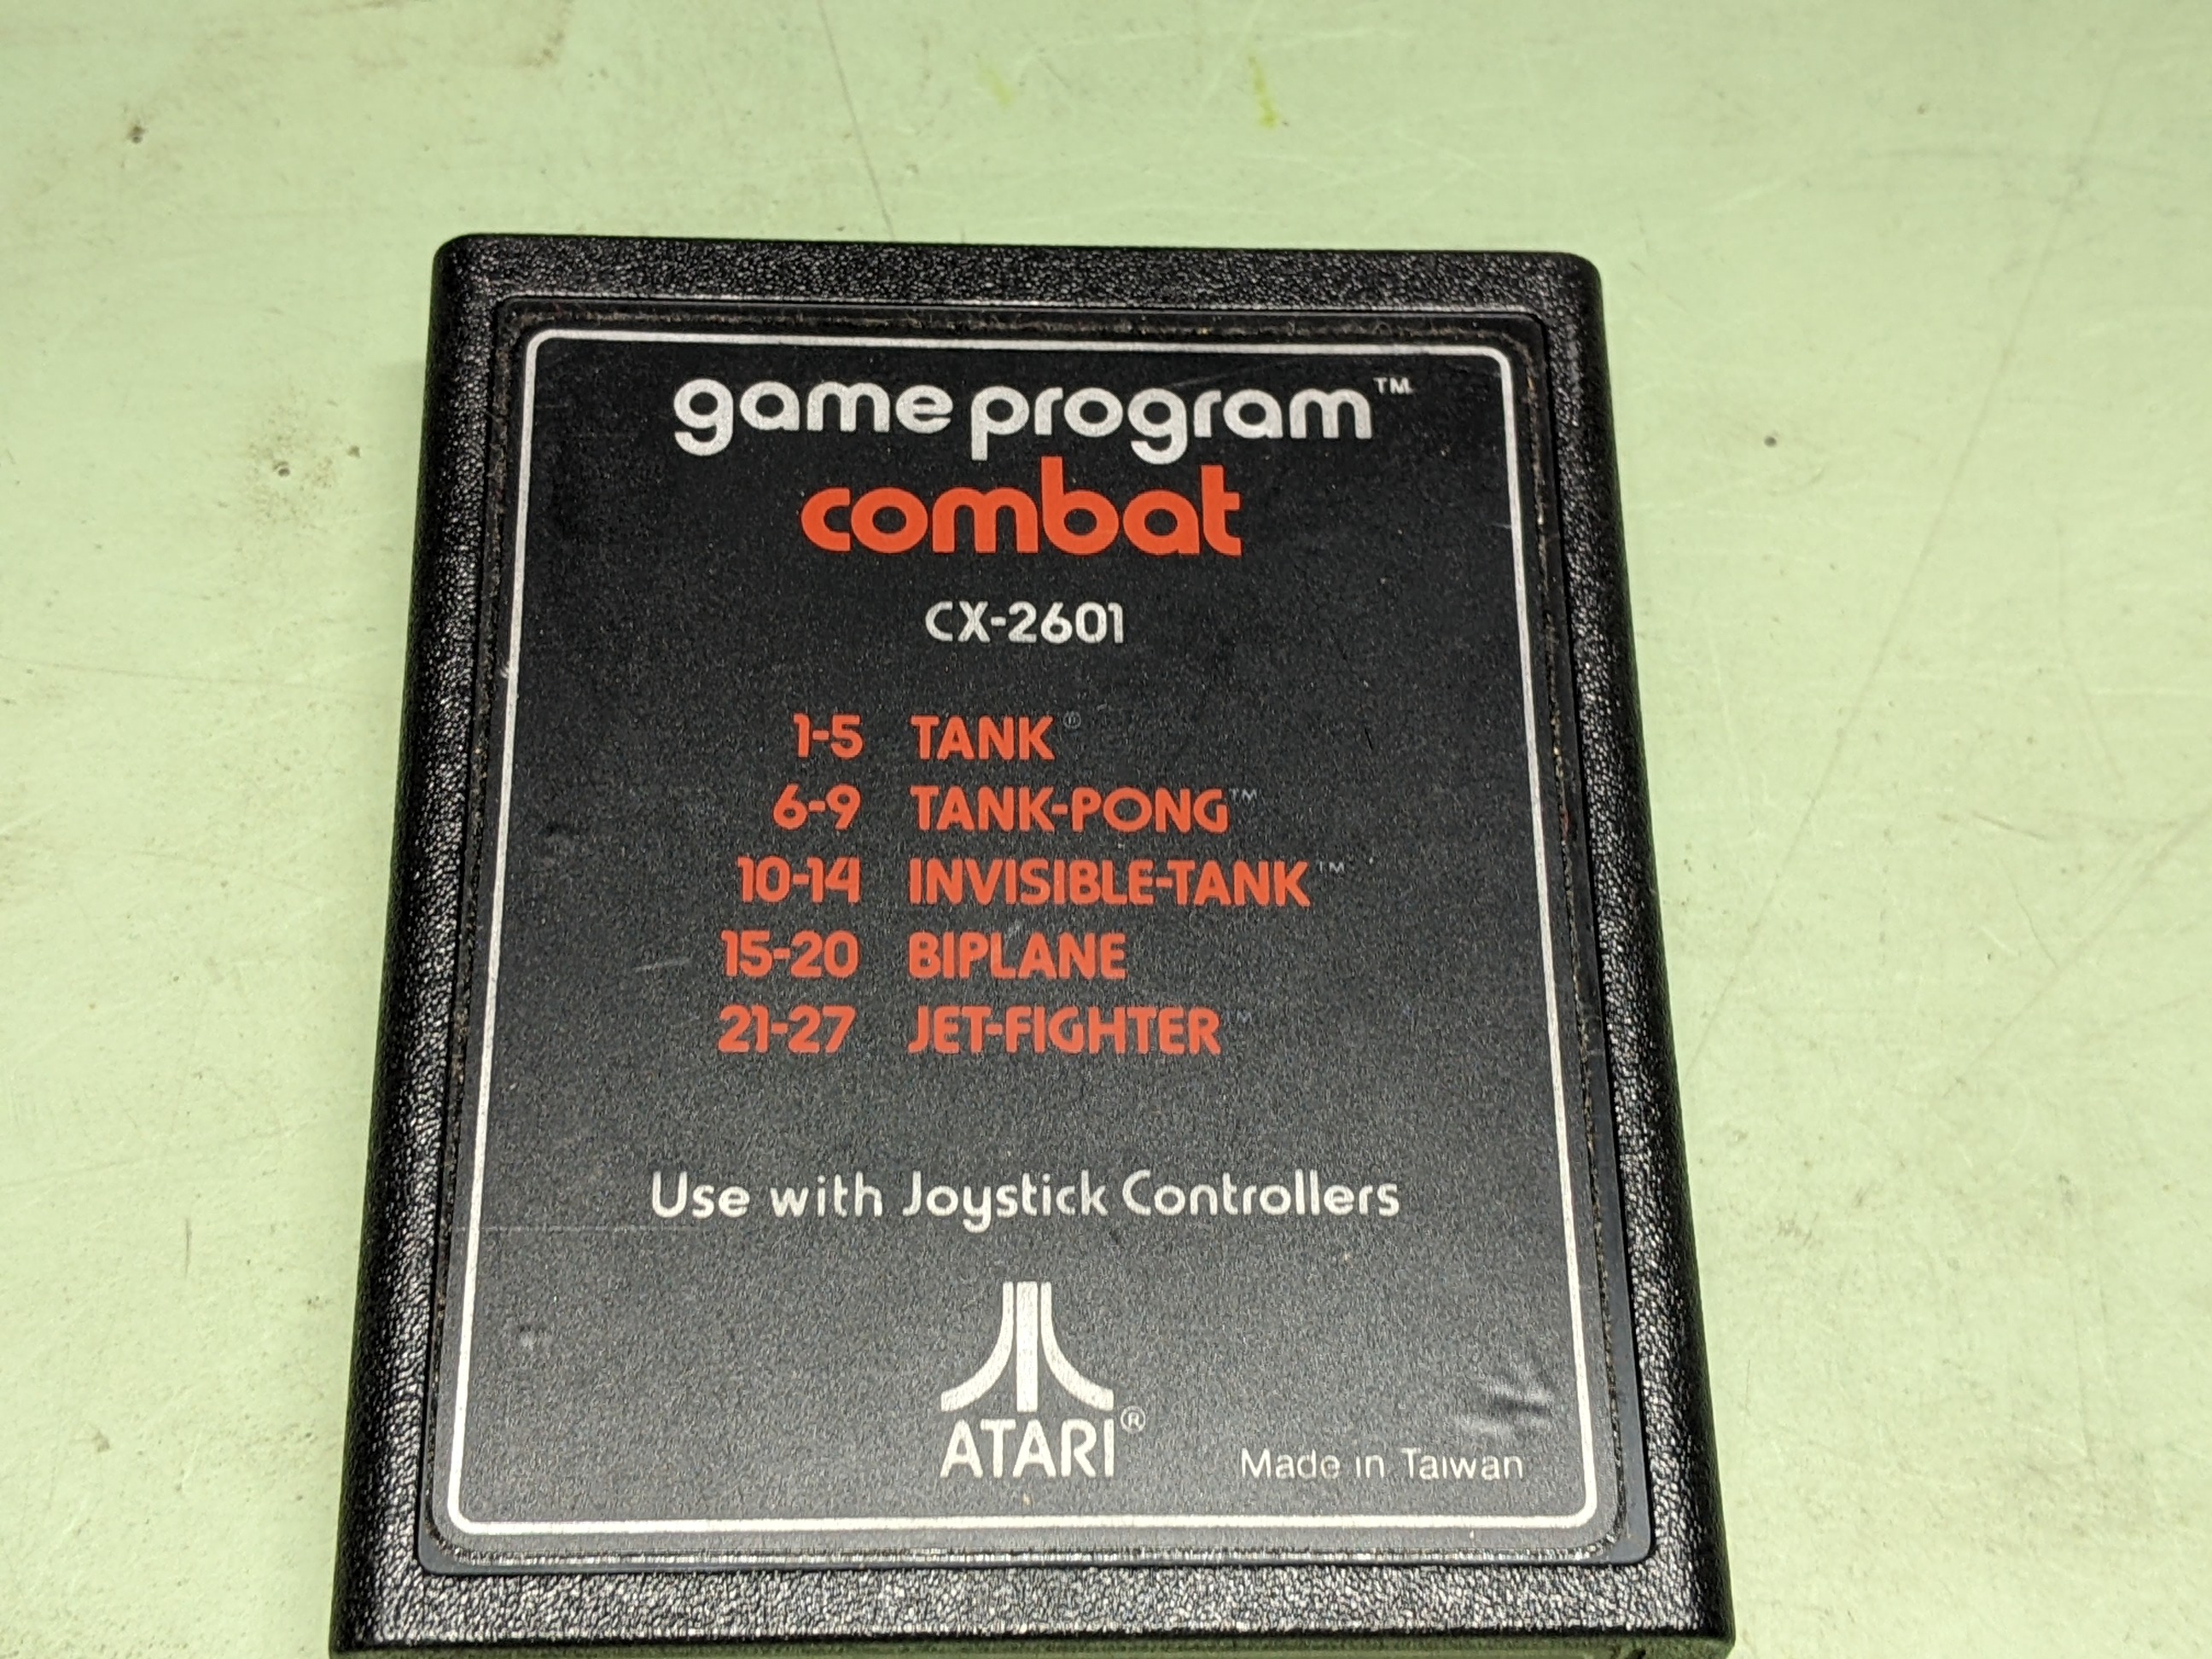 game program™
combat
CX-2601
1-5 TANK®
6-9 TANK-PONG™
10-14 INVISIBLE-TANK™
15-20 BIPLANE
21-27 JET-FIGHTER™
Use with Joystick Controllers
ATARI®
Made in Taiwan